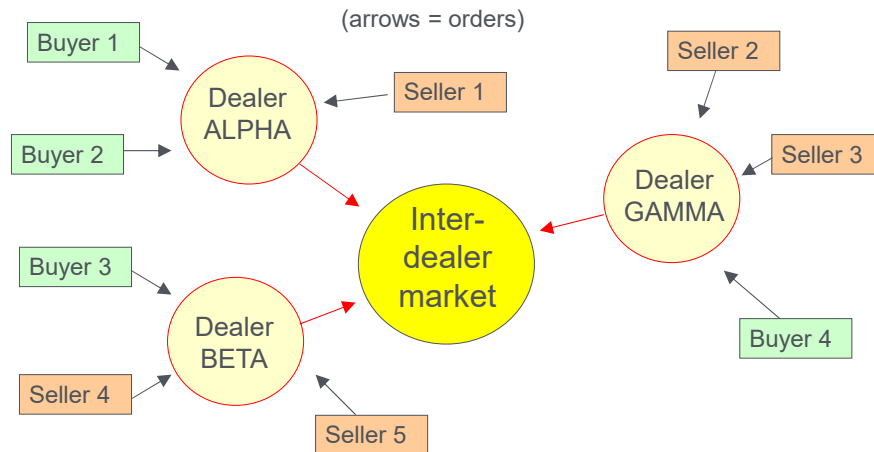 (arrows = orders)
Buyer 1
Buyer 2
Dealer
ALPHA
Seller 1
Seller 2
Seller 3
Dealer
GAMMA
Buyer 4
Inter-
dealer
market
Buyer 3
Dealer
BETA
Seller 4
Seller 5